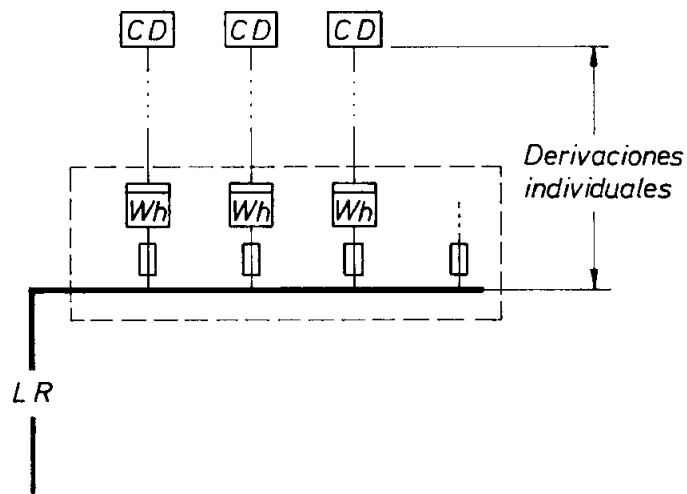 CD CD CD
Derivaciones
individuales
Wh Wh Wh
LR